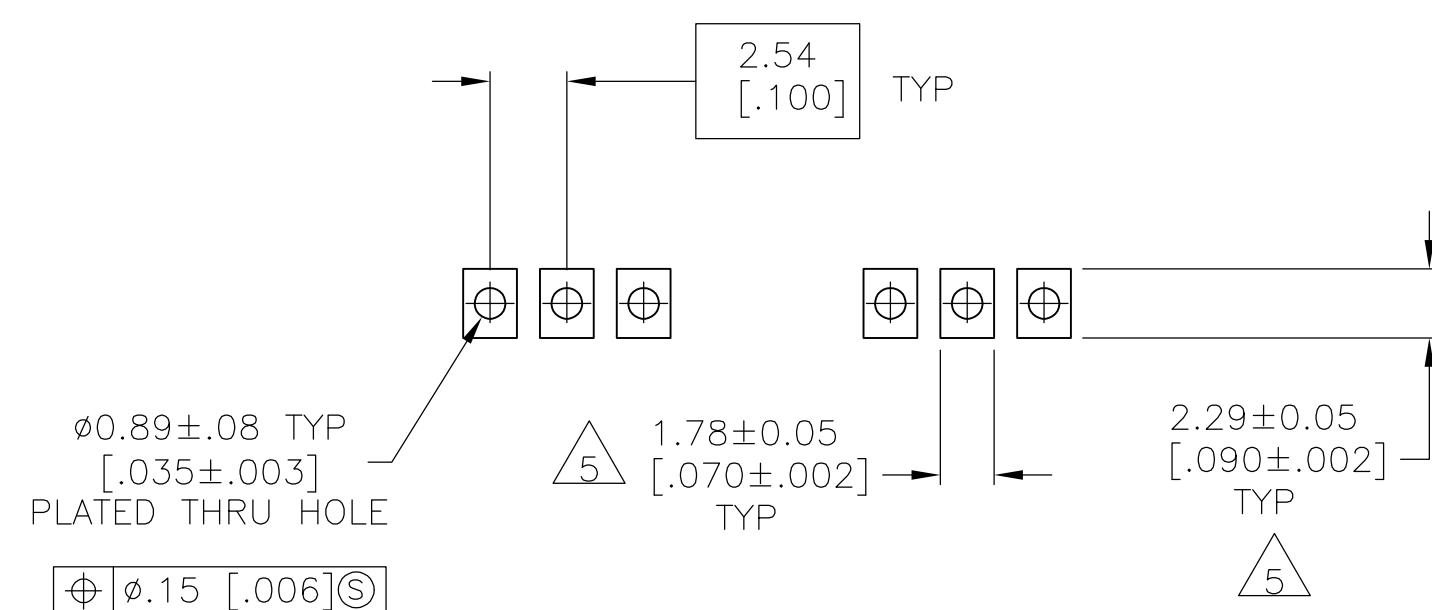 2.54
[.100]
TYP
⌀0.89±.08 TYP
[.035±.003]
PLATED THRU HOLE
⌖ ⌀.15 [.006]Ⓢ
5
1.78±0.05
[.070±.002]
TYP
2.29±0.05
[.090±.002]
TYP
5